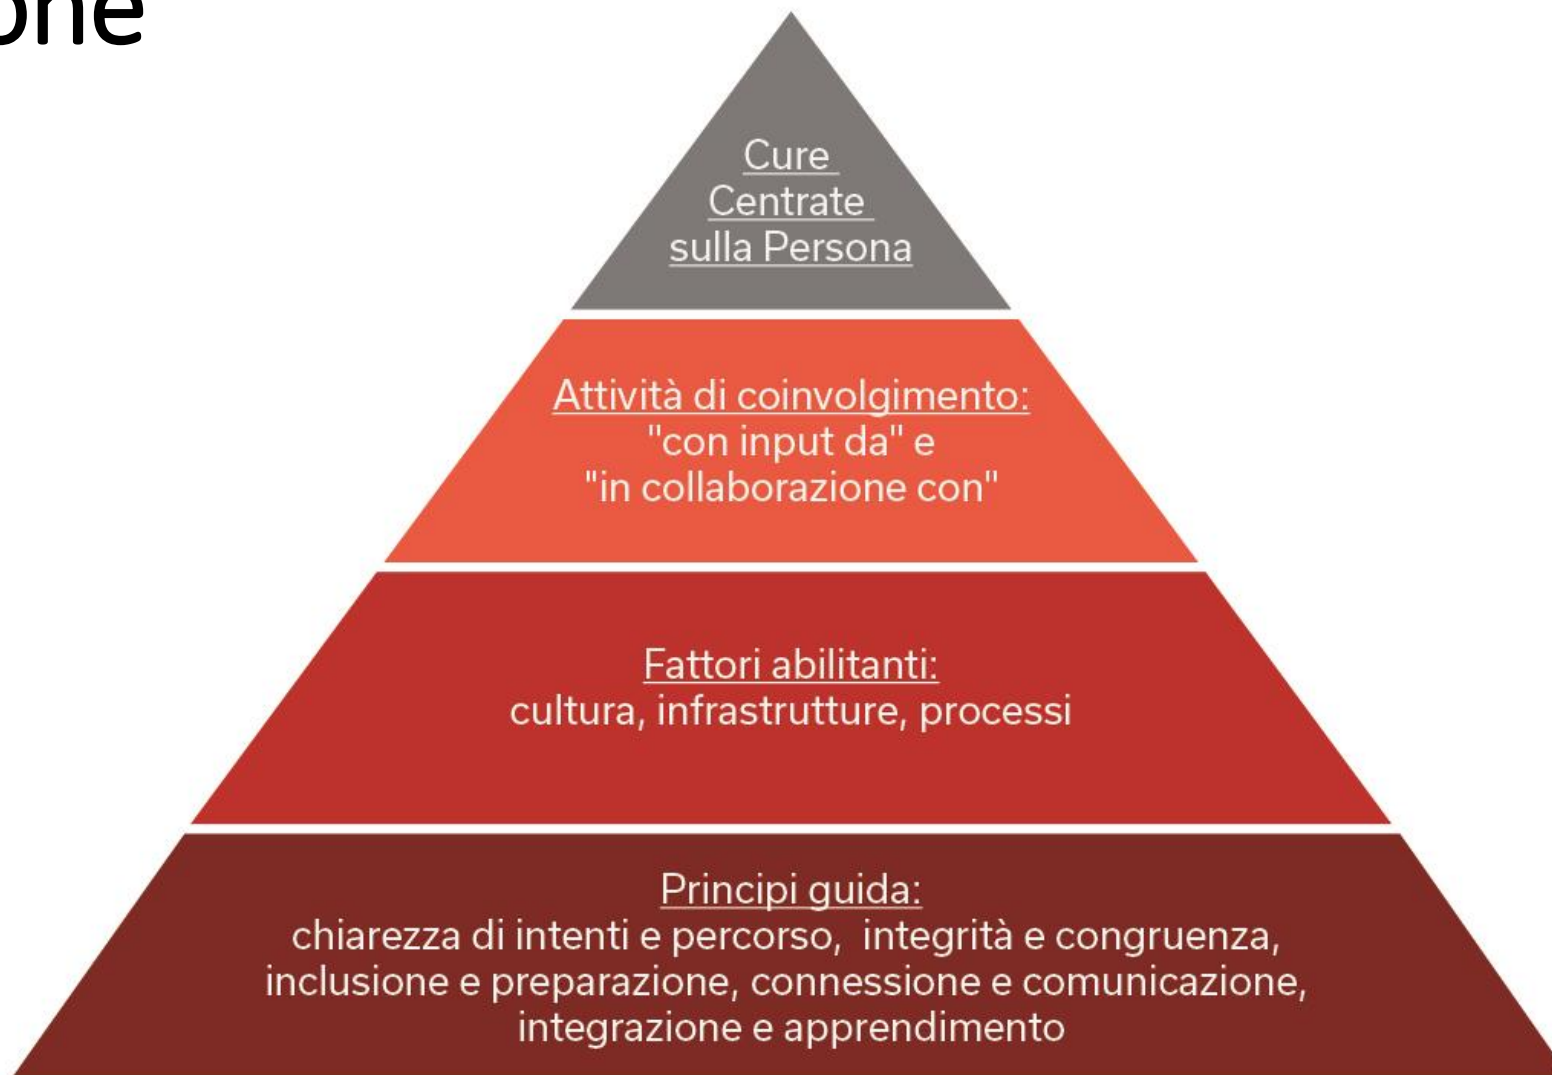 Cure
Centrate
sulla Persona
Attività di coinvolgimento:
"con input da" e
"in collaborazione con"
Fattori abilitanti:
cultura, infrastrutture, processi
Principi guida:
chiarezza di intenti e percorso,  integrità e congruenza,
inclusione e preparazione, connessione e comunicazione,
integrazione e apprendimento